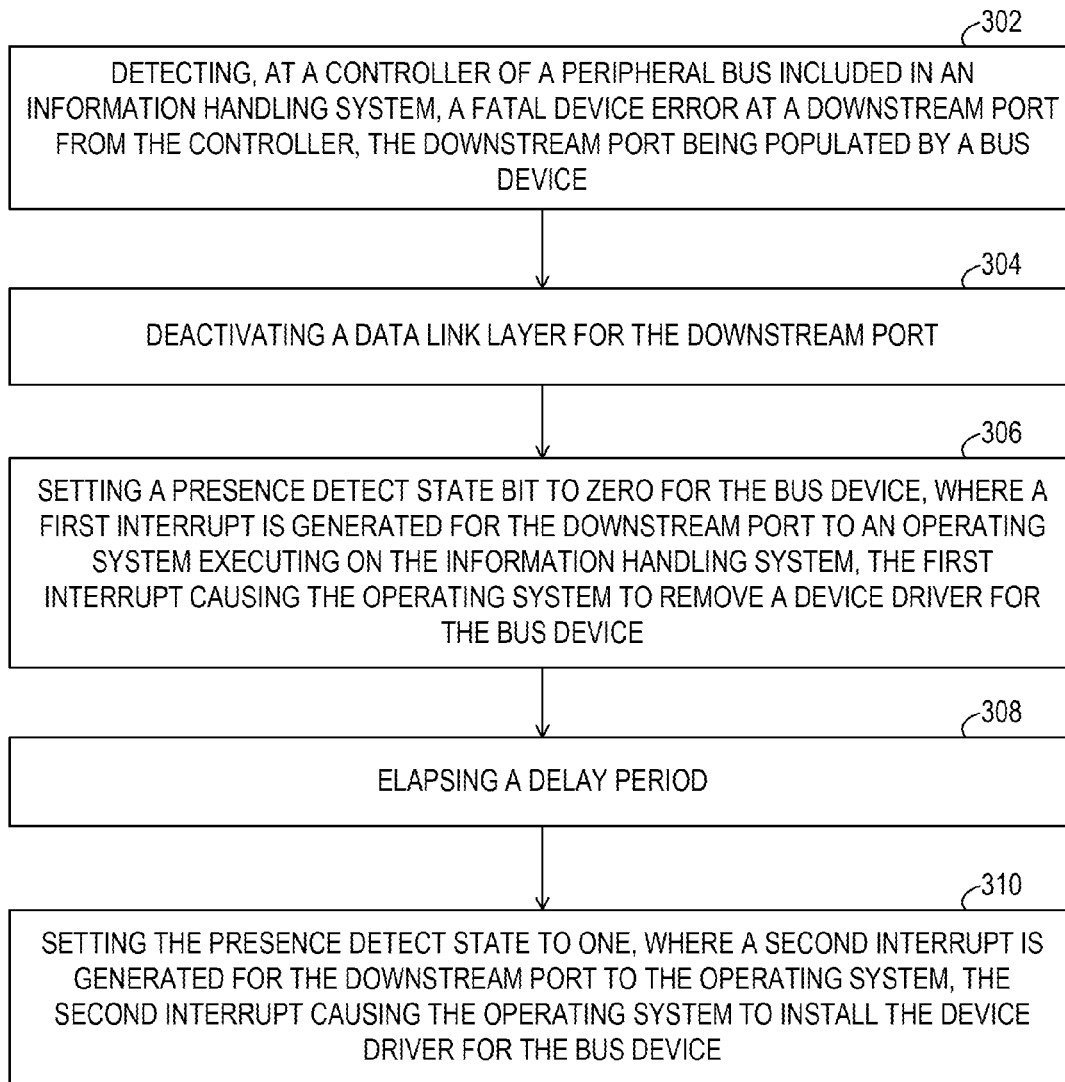 302
DETECTING, AT A CONTROLLER OF A PERIPHERAL BUS INCLUDED IN AN
INFORMATION HANDLING SYSTEM, A FATAL DEVICE ERROR AT A DOWNSTREAM PORT
FROM THE CONTROLLER, THE DOWNSTREAM PORT BEING POPULATED BY A BUS
DEVICE
304
DEACTIVATING A DATA LINK LAYER FOR THE DOWNSTREAM PORT
306
SETTING A PRESENCE DETECT STATE BIT TO ZERO FOR THE BUS DEVICE, WHERE A
FIRST INTERRUPT IS GENERATED FOR THE DOWNSTREAM PORT TO AN OPERATING
SYSTEM EXECUTING ON THE INFORMATION HANDLING SYSTEM, THE FIRST
INTERRUPT CAUSING THE OPERATING SYSTEM TO REMOVE A DEVICE DRIVER FOR
THE BUS DEVICE
308
ELAPSING A DELAY PERIOD
310
SETTING THE PRESENCE DETECT STATE TO ONE, WHERE A SECOND INTERRUPT IS
GENERATED FOR THE DOWNSTREAM PORT TO THE OPERATING SYSTEM, THE
SECOND INTERRUPT CAUSING THE OPERATING SYSTEM TO INSTALL THE DEVICE
DRIVER FOR THE BUS DEVICE